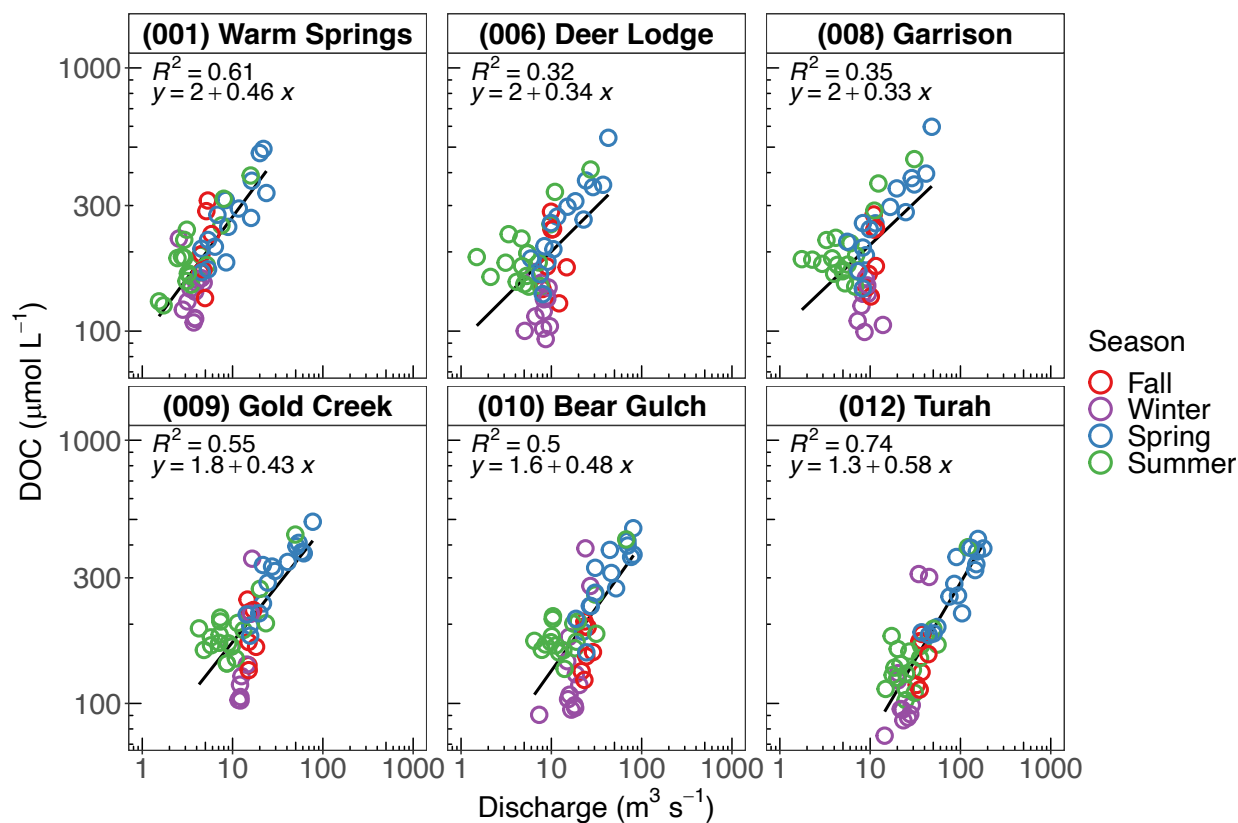 (001) Warm Springs
(006) Deer Lodge
(008) Garrison
R² = 0.61
y = 2 + 0.46 x
R² = 0.32
y = 2 + 0.34 x
R² = 0.35
y = 2 + 0.33 x
1000
300
100
(009) Gold Creek
(010) Bear Gulch
(012) Turah
R² = 0.55
y = 1.8 + 0.43 x
R² = 0.5
y = 1.6 + 0.48 x
R² = 0.74
y = 1.3 + 0.58 x
1000
300
100
1 10 100 1000
1 10 100 1000
1 10 100 1000
DOC (μmol L⁻¹)
Discharge (m³ s⁻¹)
Season
Fall
Winter
Spring
Summer